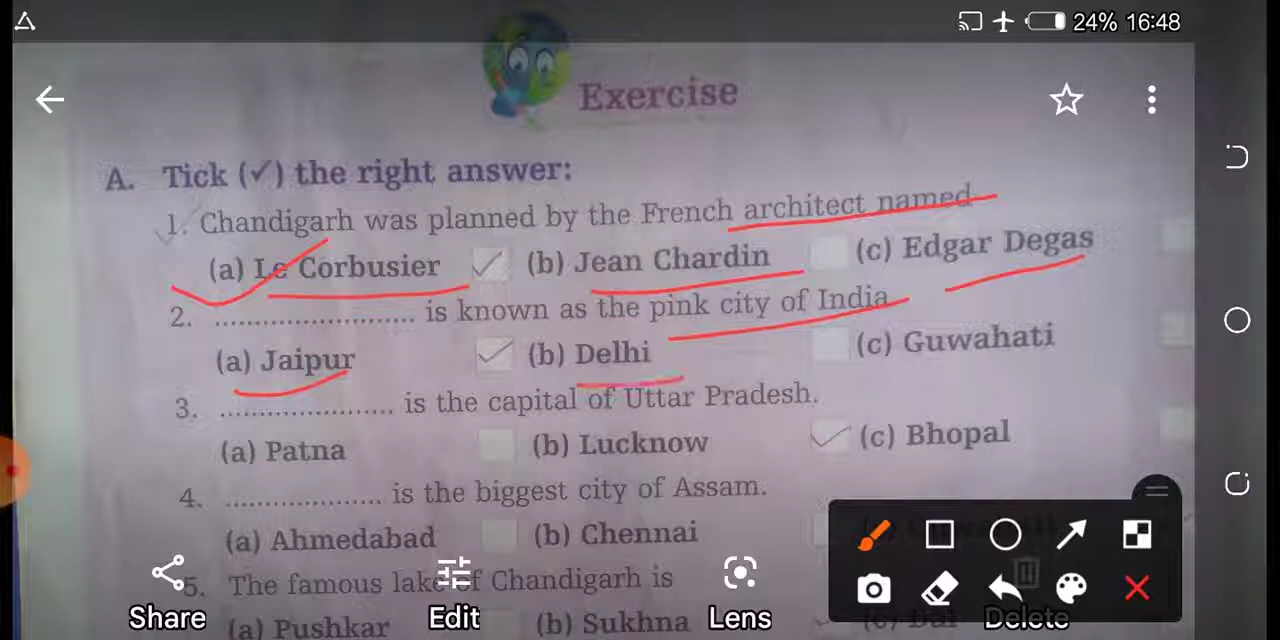 24% 16:48
Exercise
A. Tick (✓) the right answer:
1. Chandigarh was planned by the French architect named
(a) Le Corbusier (b) Jean Chardin (c) Edgar Degas
2. ........................ is known as the pink city of India
(a) Jaipur (b) Delhi (c) Guwahati
3. ..................... is the capital of Uttar Pradesh.
(a) Patna (b) Lucknow (c) Bhopal
4. ................... is the biggest city of Assam.
(a) Ahmedabad (b) Chennai
5. The famous lake of Chandigarh is
(a) Pushkar (b) Sukhna (c) Dal
Share Edit Lens Delete